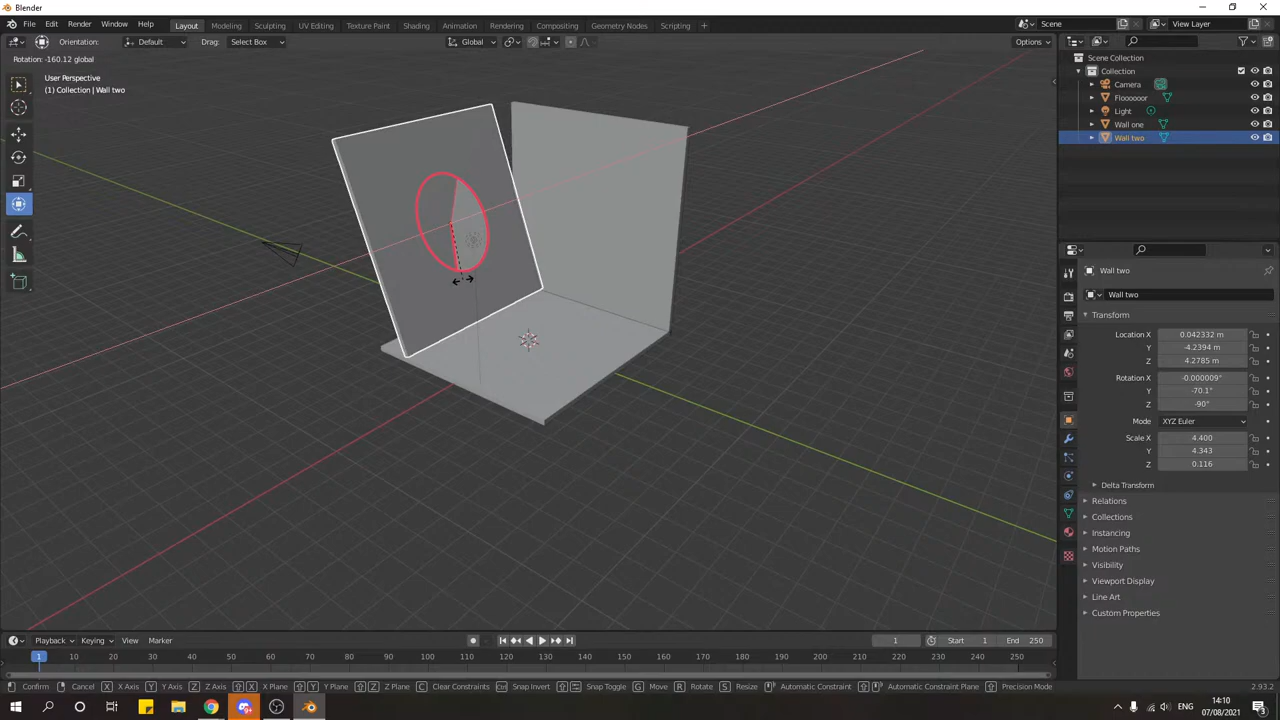 Blender
File Edit Render Window Help Layout Modeling Sculpting UV Editing Texture Paint Shading Animation Rendering Compositing Geometry Nodes Scripting + Scene View Layer
Orientation: Default Drag: Select Box Global Options
Rotation: -160.12 global
User Perspective
(1) Collection | Wall two
Scene Collection
Collection
Camera
Floooooor
Light
Wall one
Wall two
Wall two
Wall two
Transform
Location X 0.042332 m
Y -4.2394 m
Z 4.2785 m
Rotation X -0.000009°
Y -70.1°
Z -90°
Mode XYZ Euler
Scale X 4.400
Y 4.343
Z 0.116
Delta Transform
Relations
Collections
Instancing
Motion Paths
Visibility
Viewport Display
Line Art
Custom Properties
Playback Keying View Marker 1 Start 1 End 250
1 10 20 30 40 50 60 70 80 90 100 110 120 130 140 150 160 170 180 190 200 210 220 230 240 250
Confirm Cancel X X Axis Y Y Axis Z Z Axis X X Plane Y Y Plane Z Z Plane C Clear Constraints Ctrl Snap Invert Snap Toggle G Move R Rotate S Resize Automatic Constraint Automatic Constraint Plane Precision Mode 2.93.2
ENG 14:10
07/08/2021 3